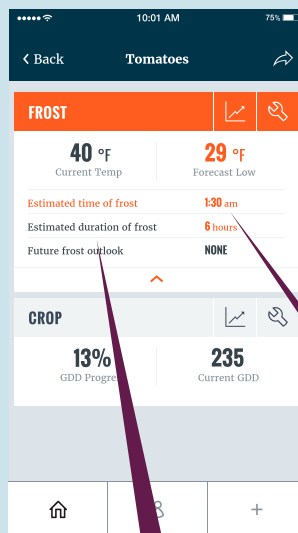 10:01 AM 75%
Back Tomatoes
FROST
40 °F 29 °F
Current Temp Forecast Low
Estimated time of frost 1:30 am
Estimated duration of frost 6 hours
Future frost outlook NONE
CROP
13% 235
GDD Progress Current GDD